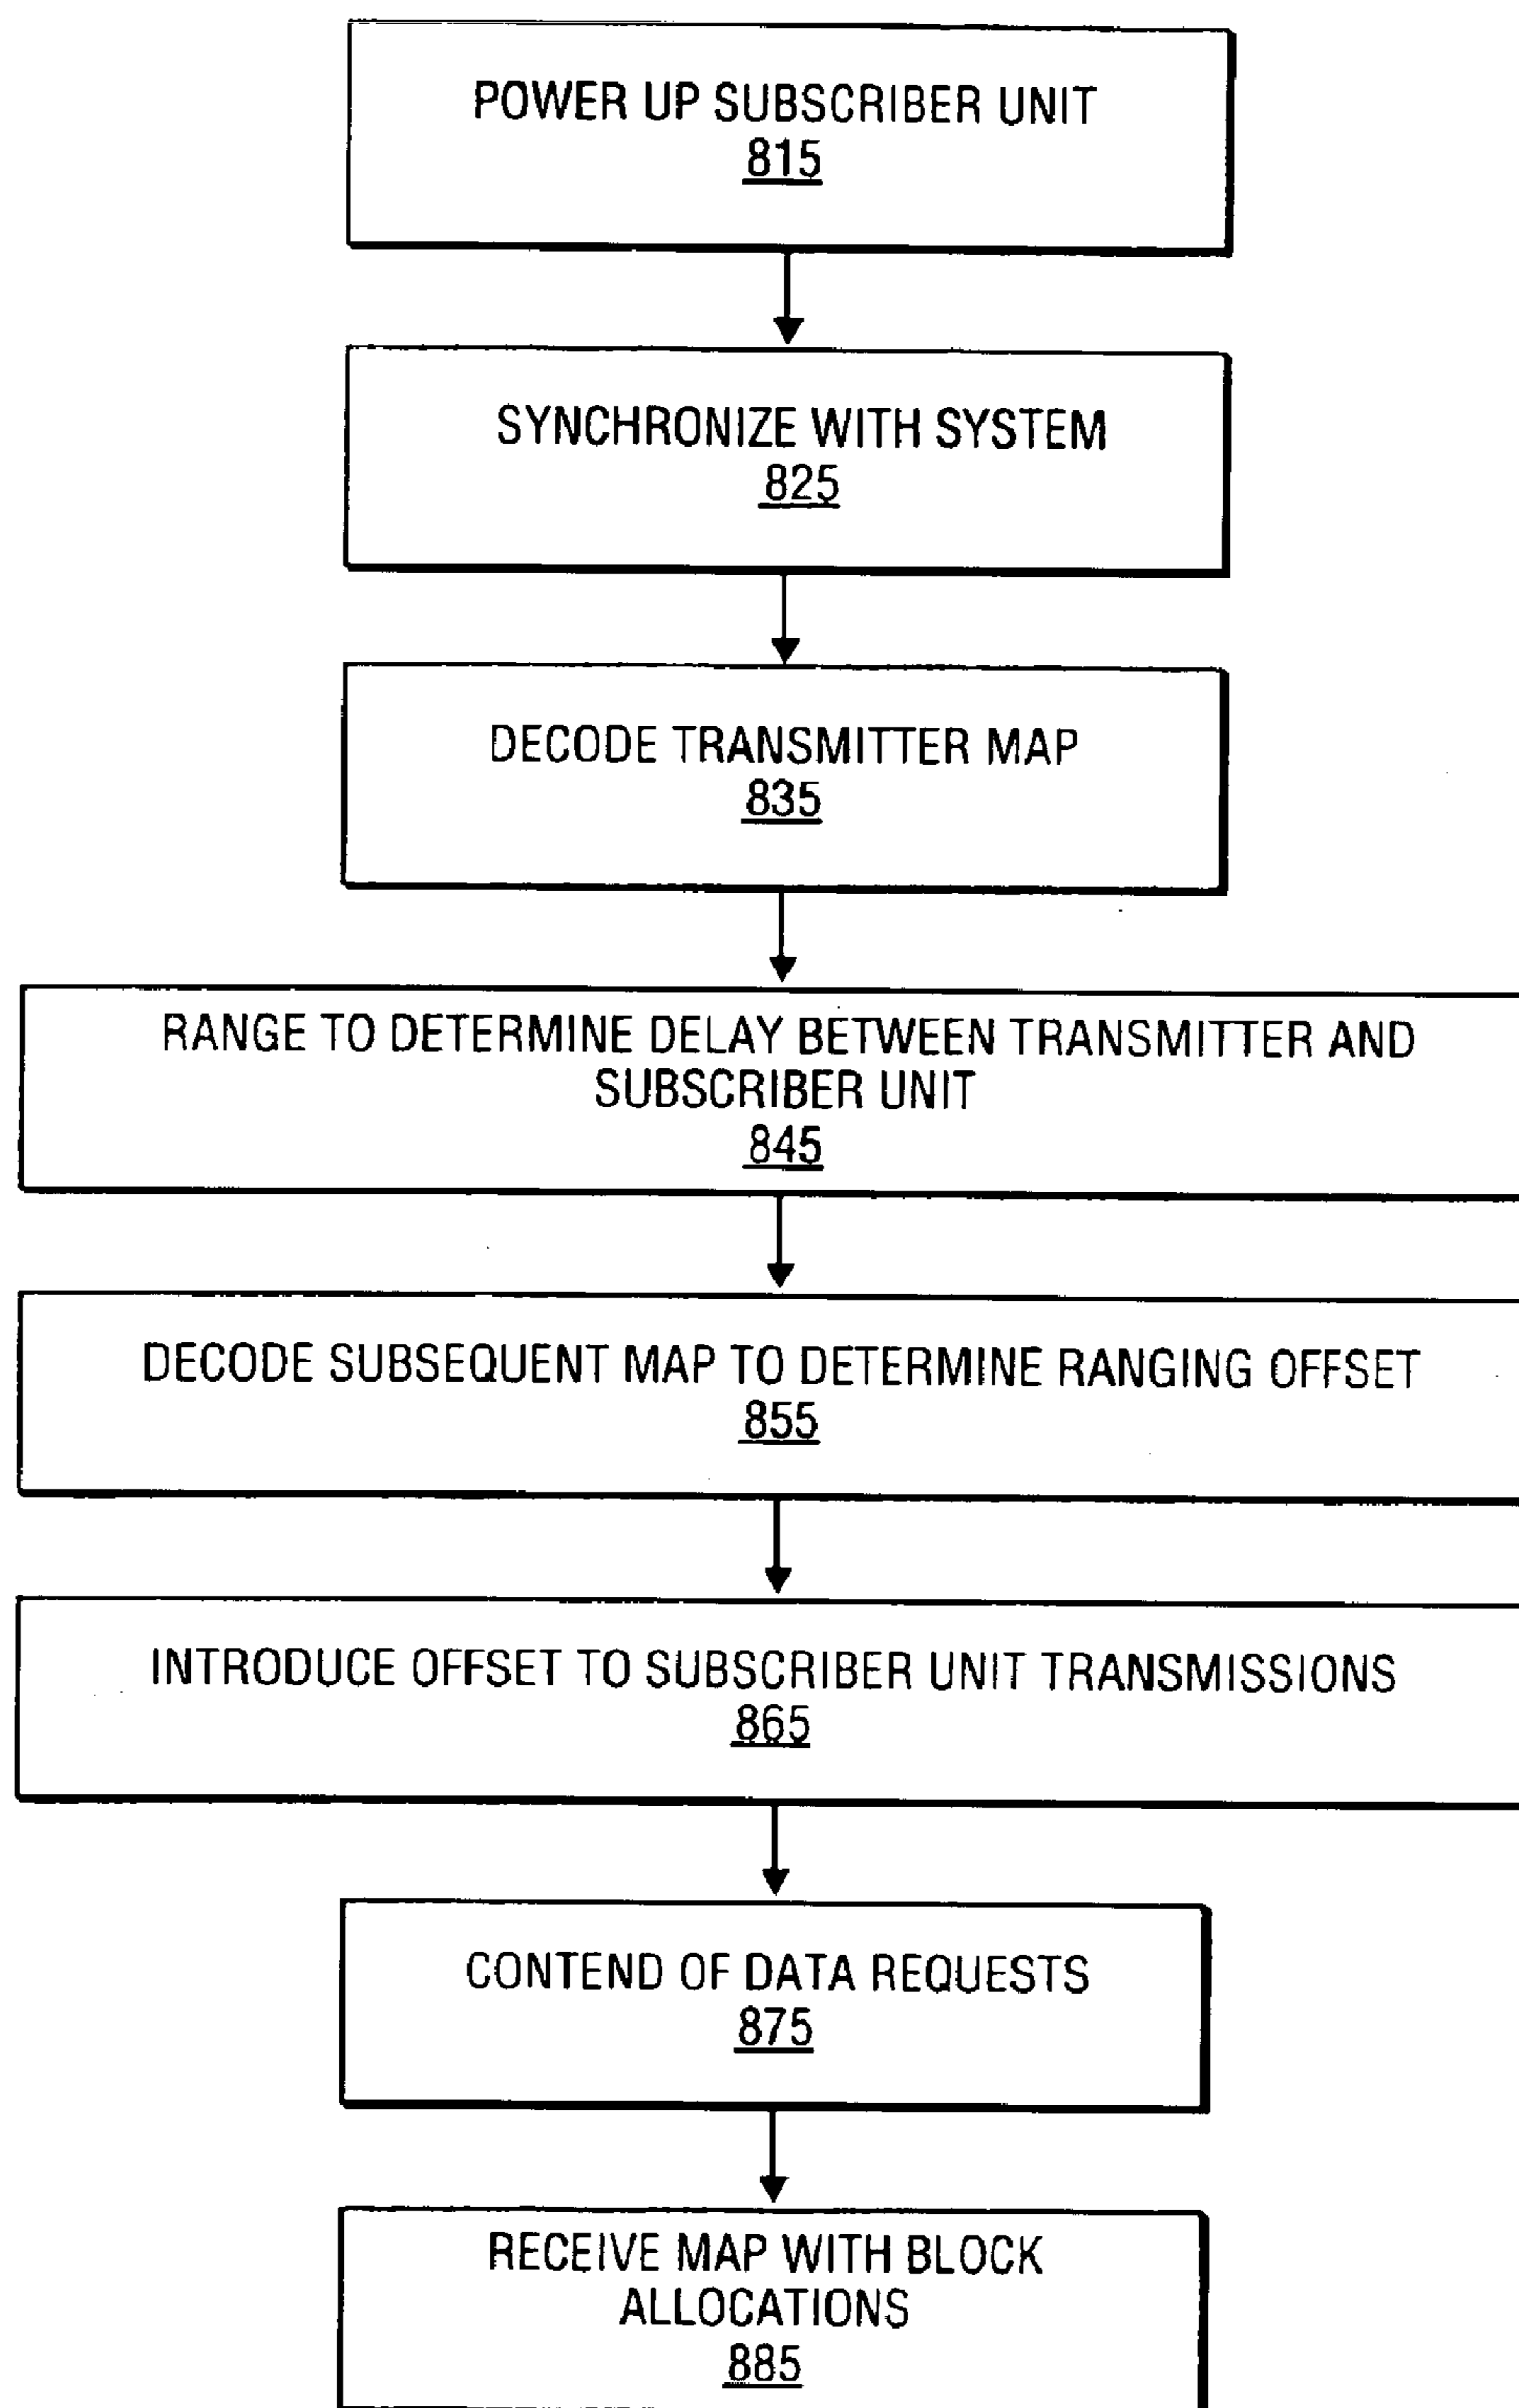 POWER UP SUBSCRIBER UNIT
815
SYNCHRONIZE WITH SYSTEM
825
DECODE TRANSMITTER MAP
835
RANGE TO DETERMINE DELAY BETWEEN TRANSMITTER AND
SUBSCRIBER UNIT
845
DECODE SUBSEQUENT MAP TO DETERMINE RANGING OFFSET
855
INTRODUCE OFFSET TO SUBSCRIBER UNIT TRANSMISSIONS
865
CONTEND OF DATA REQUESTS
875
RECEIVE MAP WITH BLOCK
ALLOCATIONS
885